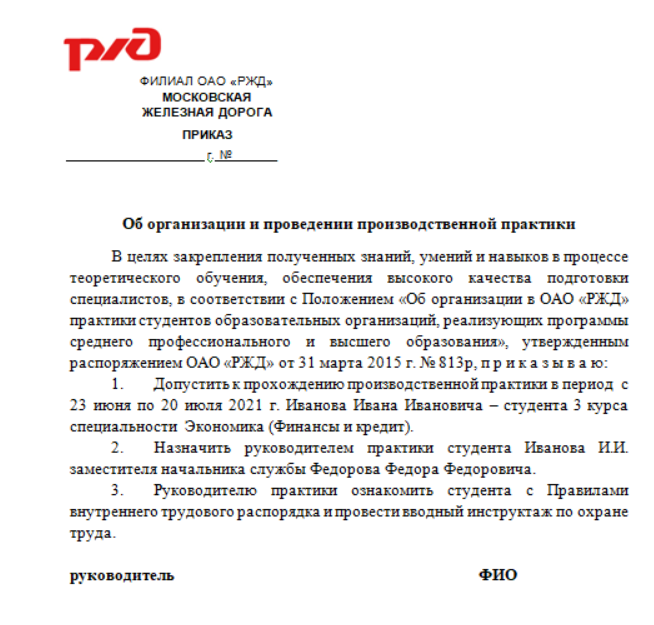 РЖД
ФИЛИАЛ ОАО «РЖД»
МОСКОВСКАЯ
ЖЕЛЕЗНАЯ ДОРОГА
ПРИКАЗ
____________________ г. № _________
Об организации и проведении производственной практики
В целях закрепления полученных знаний, умений и навыков в процессе
теоретического обучения, обеспечения высокого качества подготовки
специалистов, в соответствии с Положением «Об организации в ОАО «РЖД»
практики студентов образовательных организаций, реализующих программы
среднего профессионального и высшего образования», утвержденным
распоряжением ОАО «РЖД» от 31 марта 2015 г. № 813р, п р и к а з ы в а ю:
1. Допустить к прохождению производственной практики в период с
23 июня по 20 июля 2021 г. Иванова Ивана Ивановича – студента 3 курса
специальности Экономика (Финансы и кредит).
2. Назначить руководителем практики студента Иванова И.И.
заместителя начальника службы Федорова Федора Федоровича.
3. Руководителю практики ознакомить студента с Правилами
внутреннего трудового распорядка и провести вводный инструктаж по охране
труда.
руководитель ФИО